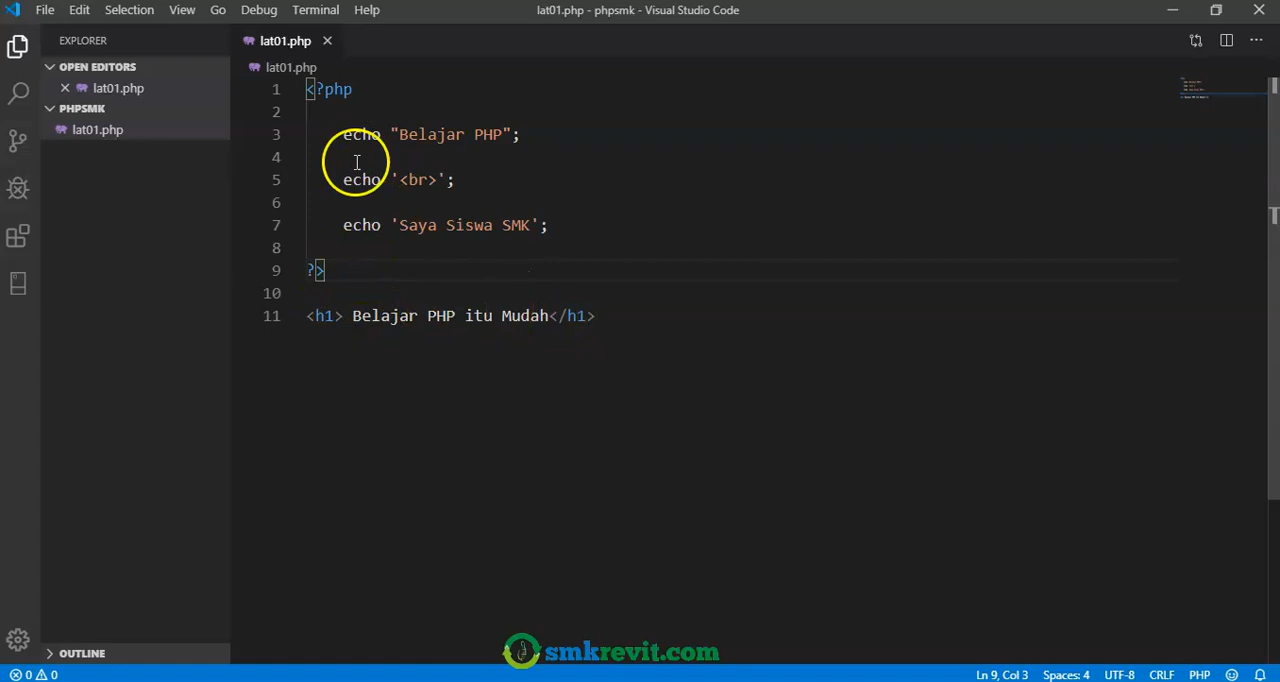 File Edit Selection View Go Debug Terminal Help lat01.php - phpsmk - Visual Studio Code
EXPLORER
OPEN EDITORS
lat01.php
PHPSMK
lat01.php
OUTLINE
lat01.php
lat01.php
1 <?php
2
3 echo "Belajar PHP";
4
5 echo '<br>';
6
7 echo 'Saya Siswa SMK';
8
9 ?>
10
11 <h1> Belajar PHP itu Mudah</h1>
smkrevit.com
0 0 Ln 9, Col 3 Spaces: 4 UTF-8 CRLF PHP